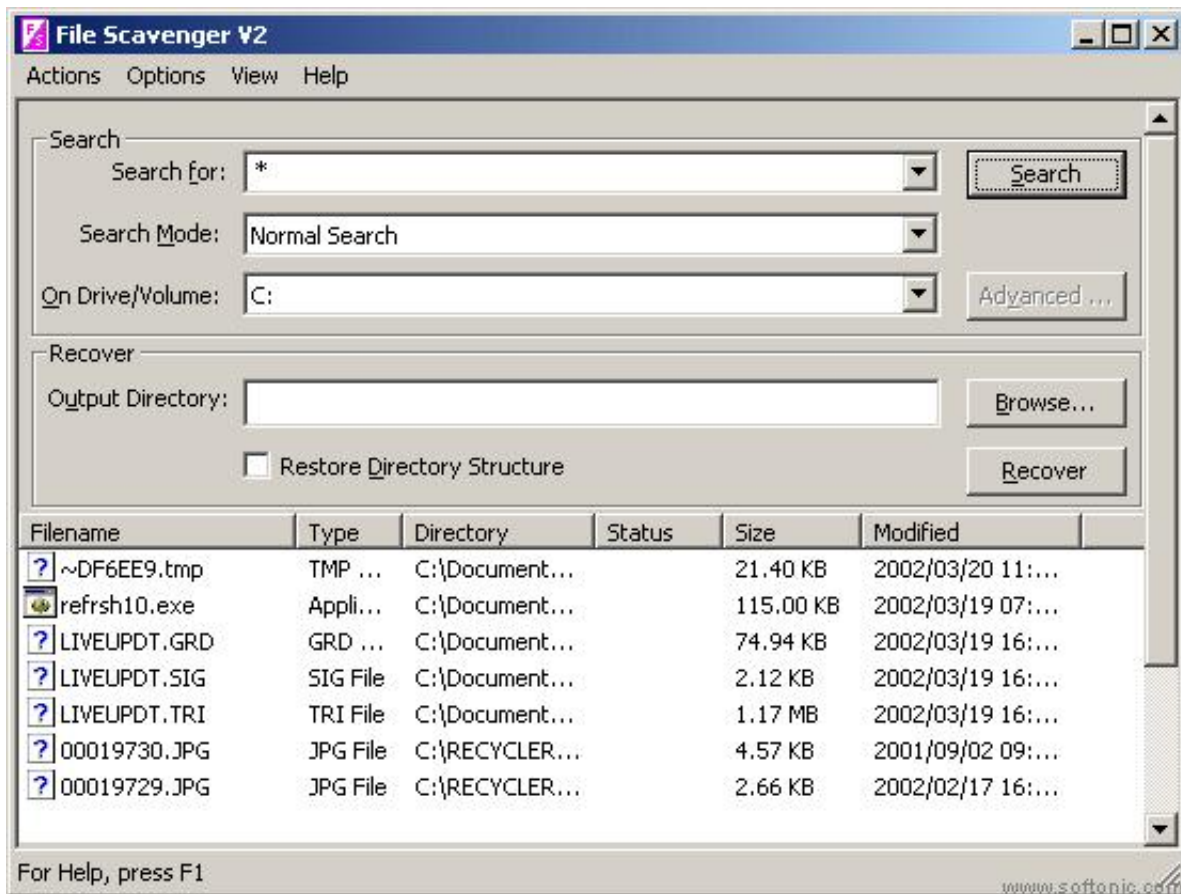 File Scavenger V2
Actions Options View Help
Search
Search for: * Search
Search Mode: Normal Search
On Drive/Volume: C: Advanced ...
Recover
Output Directory: Browse...
Restore Directory Structure Recover
Filename Type Directory Status Size Modified
~DF6EE9.tmp TMP ... C:\Document... 21.40 KB 2002/03/20 11:...
refrsh10.exe Appli... C:\Document... 115.00 KB 2002/03/19 07:...
LIVEUPDT.GRD GRD ... C:\Document... 74.94 KB 2002/03/19 16:...
LIVEUPDT.SIG SIG File C:\Document... 2.12 KB 2002/03/19 16:...
LIVEUPDT.TRI TRI File C:\Document... 1.17 MB 2002/03/19 16:...
00019730.JPG JPG File C:\RECYCLER... 4.57 KB 2001/09/02 09:...
00019729.JPG JPG File C:\RECYCLER... 2.66 KB 2002/02/17 16:...
For Help, press F1
www.softonic.com